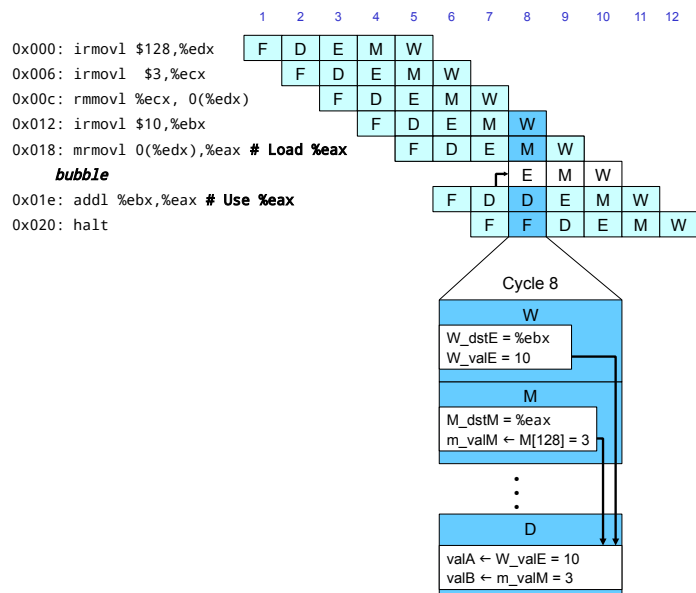 1 2 3 4 5 6 7 8 9 10 11 12
0x000: irmovl $128,%edx F D E M W
0x006: irmovl $3,%ecx F D E M W
0x00c: rmmovl %ecx, 0(%edx) F D E M W
0x012: irmovl $10,%ebx F D E M W
0x018: mrmovl 0(%edx),%eax # Load %eax F D E M W
bubble E M W
0x01e: addl %ebx,%eax # Use %eax F D D E M W
0x020: halt F F D E M W
Cycle 8
W
W_dstE = %ebx
W_valE = 10
M
M_dstM = %eax
m_valM ← M[128] = 3
D
valA ← W_valE = 10
valB ← m_valM = 3